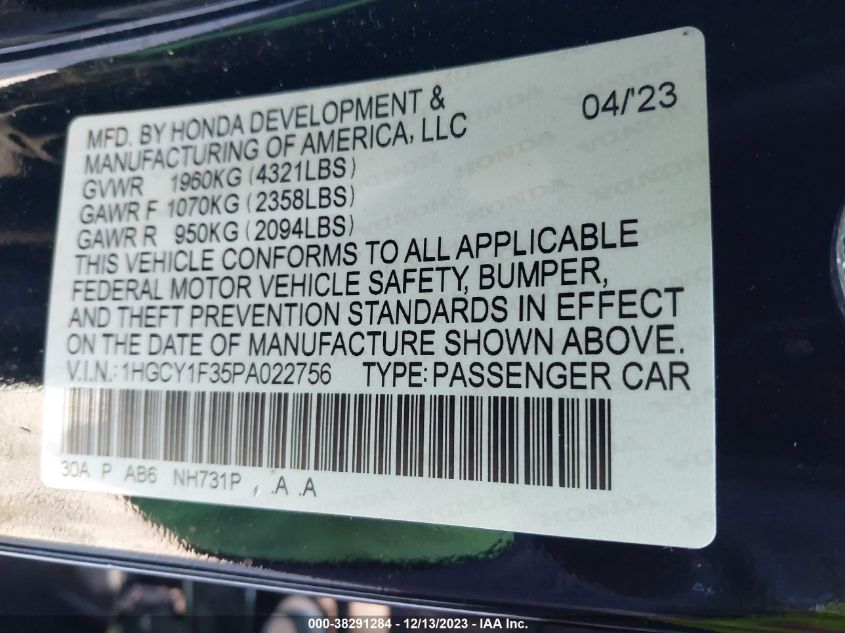 04/'23
MFD. BY HONDA DEVELOPMENT &
MANUFACTURING OF AMERICA, LLC
GVWR 1960KG (4321LBS)
GAWR F 1070KG (2358LBS)
GAWR R 950KG (2094LBS)
THIS VEHICLE CONFORMS TO ALL APPLICABLE
FEDERAL MOTOR VEHICLE SAFETY, BUMPER,
AND THEFT PREVENTION STANDARDS IN EFFECT
ON THE DATE OF MANUFACTURE SHOWN ABOVE.
V.I.N.: 1HGCY1F35PA022756 TYPE: PASSENGER CAR
30A P AB6 NH731P , .A .A
000-38291284 - 12/13/2023 - IAA Inc.